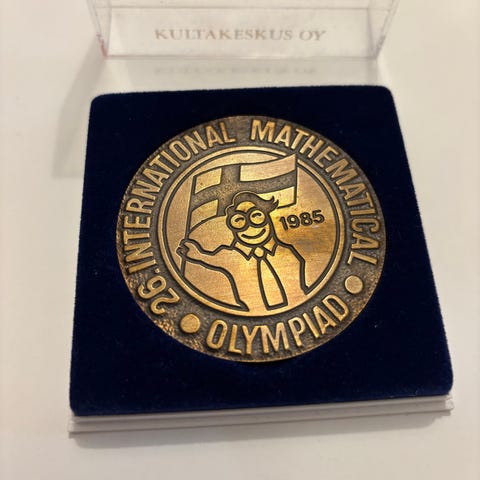 KULTAKESKUS OY
26. INTERNATIONAL MATHEMATICAL
OLYMPIAD
1985